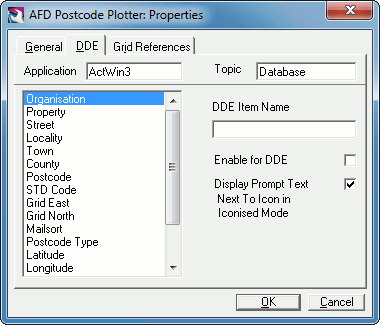 AFD Postcode Plotter: Properties
General DDE Grid References
Application ActWin3 Topic Database
Organisation
Property
Street
Locality
Town
County
Postcode
STD Code
Grid East
Grid North
Mailsort
Postcode Type
Latitude
Longitude
DDE Item Name
Enable for DDE
Display Prompt Text
Next To Icon in
Iconised Mode
OK Cancel